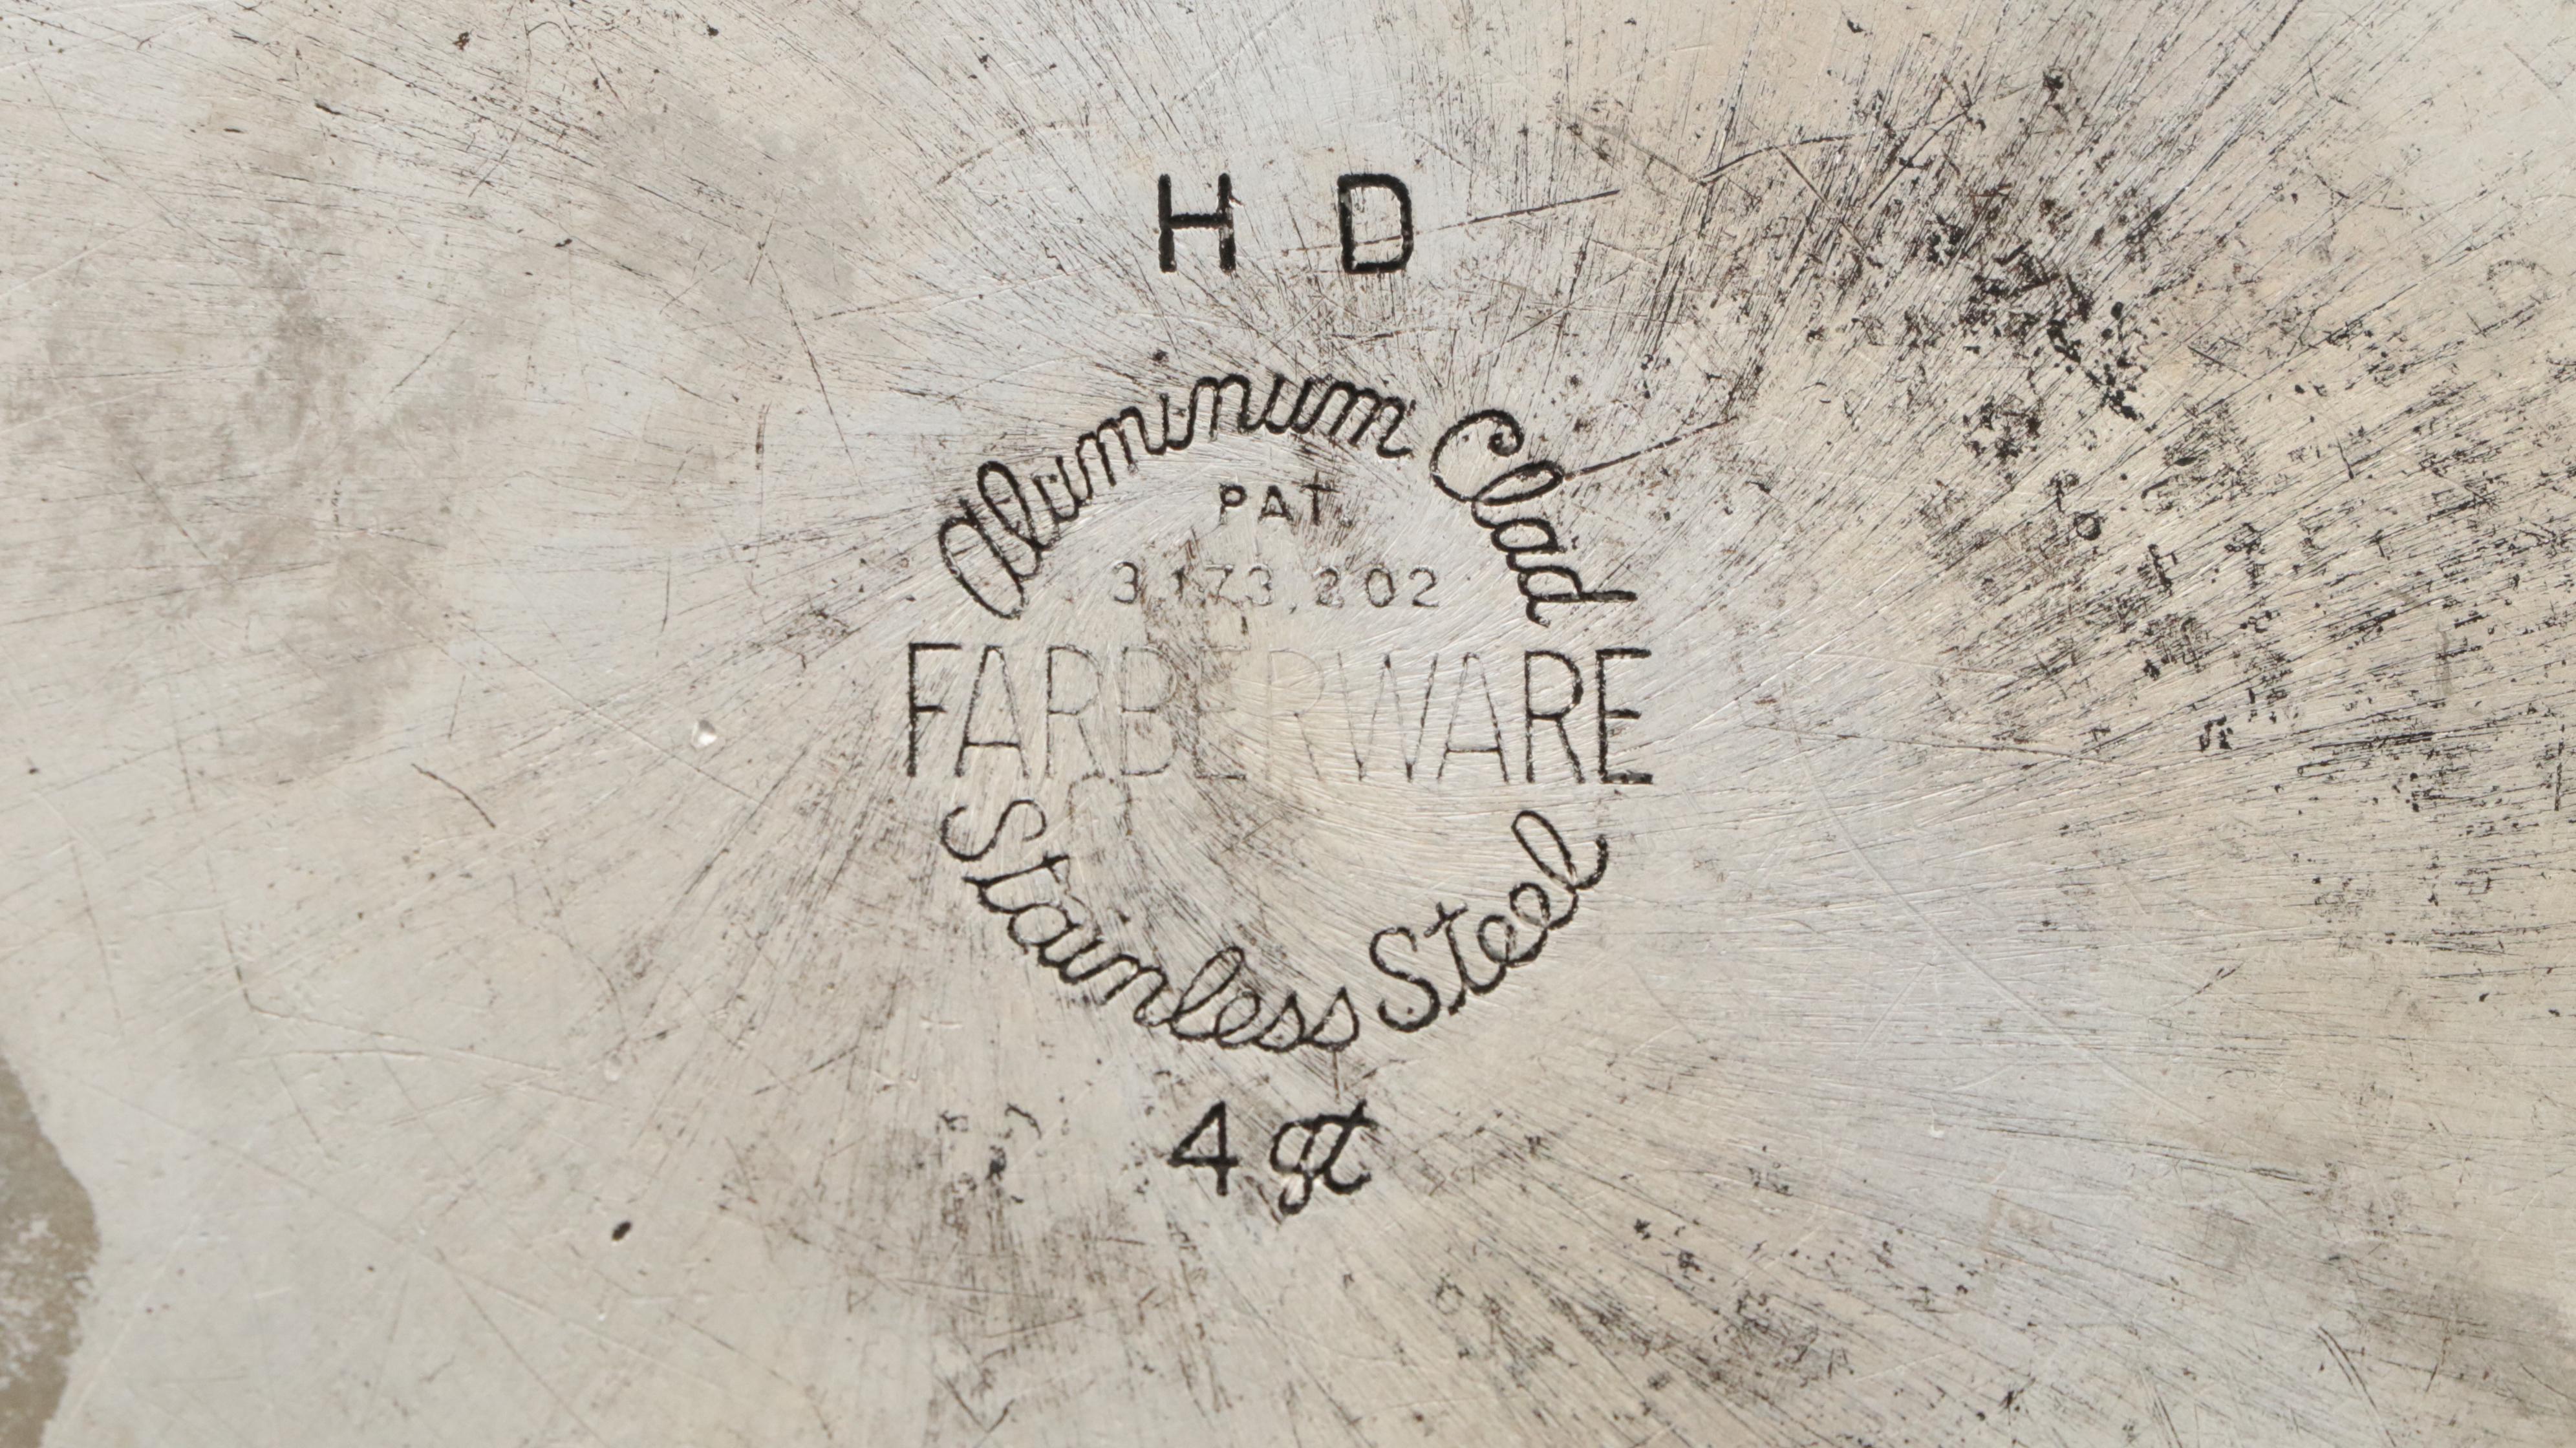 H D
Aluminum Clad
PAT
3,173,202
FARBERWARE
Stainless Steel
4 qt